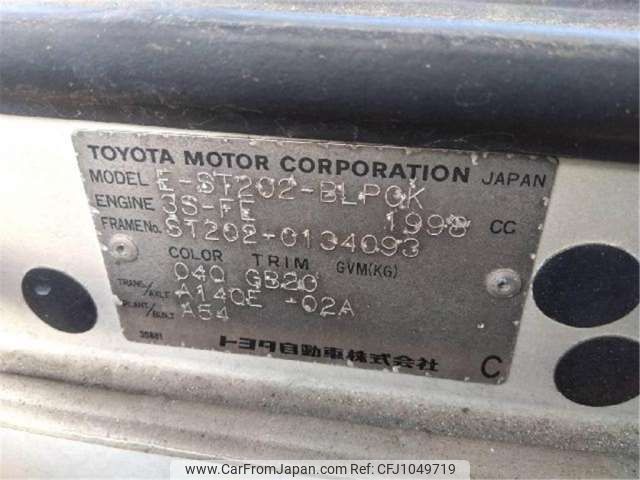 TOYOTA MOTOR CORPORATION JAPAN
MODEL E-ST202-BLPQK
ENGINE 3S-FE 1998 CC
FRAME No. ST202-0134093
COLOR TRIM GVM(KG)
040 GB20
TRANS./AXLE A140E -02A
PLANT/BUILT A54
トヨタ自動車株式会社 C
www.CarFromJapan.com | ©CarFromJapan | CFJ1049719